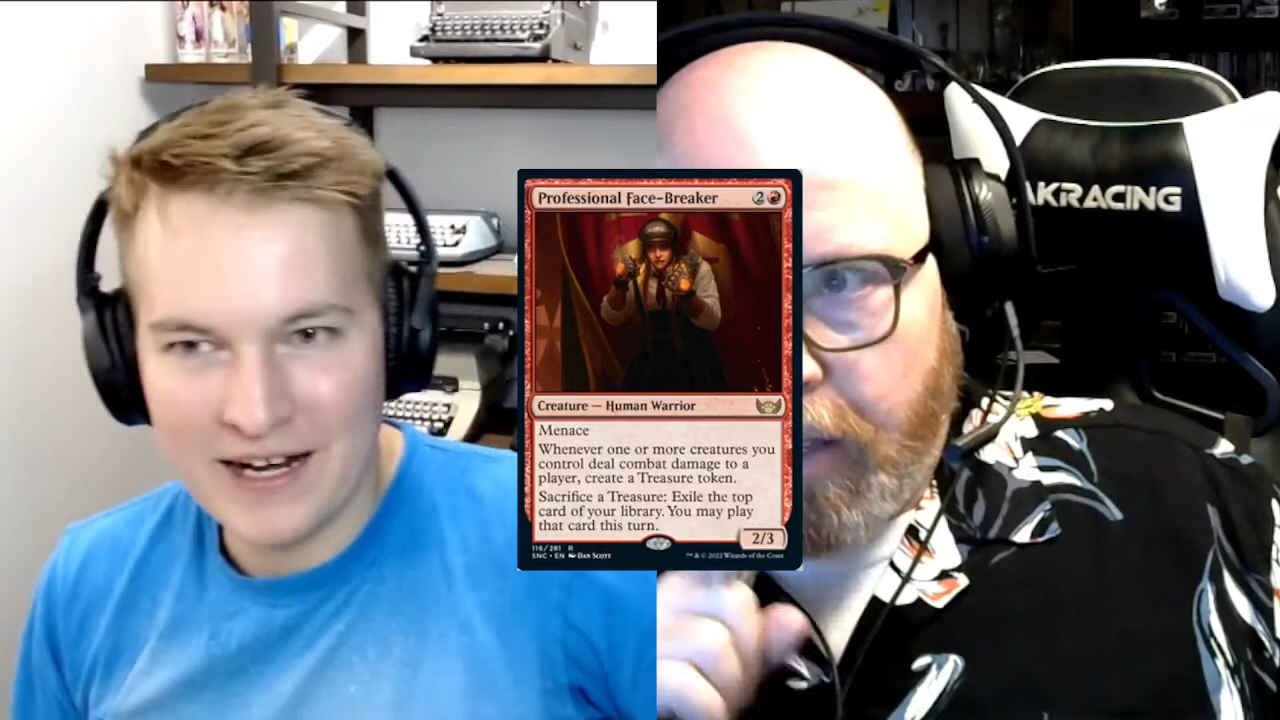 AKRACING
Professional Face-Breaker 2
Creature — Human Warrior
Menace
Whenever one or more creatures you
control deal combat damage to a
player, create a Treasure token.
Sacrifice a Treasure: Exile the top
card of your library. You may play
that card this turn.
2/3
116/281 R
SNC • EN Dan Scott
™ & © 2022 Wizards of the Coast